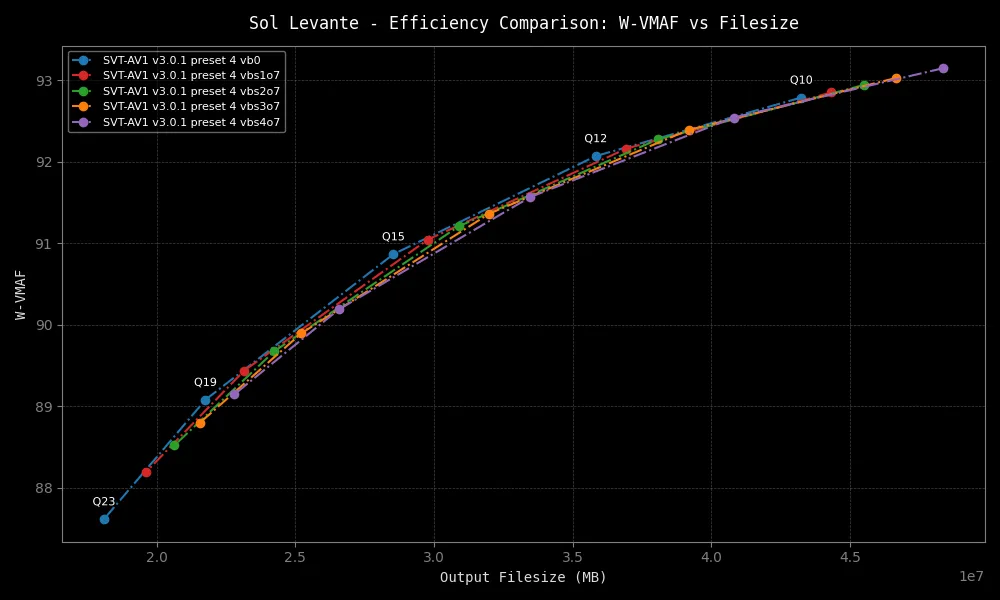 Sol Levante - Efficiency Comparison: W-VMAF vs Filesize
SVT-AV1 v3.0.1 preset 4 vb0
SVT-AV1 v3.0.1 preset 4 vbs1o7
SVT-AV1 v3.0.1 preset 4 vbs2o7
SVT-AV1 v3.0.1 preset 4 vbs3o7
SVT-AV1 v3.0.1 preset 4 vbs4o7
Q10
Q12
Q15
Q19
Q23
93
92
91
90
89
88
W-VMAF
2.0 2.5 3.0 3.5 4.0 4.5
1e7
Output Filesize (MB)